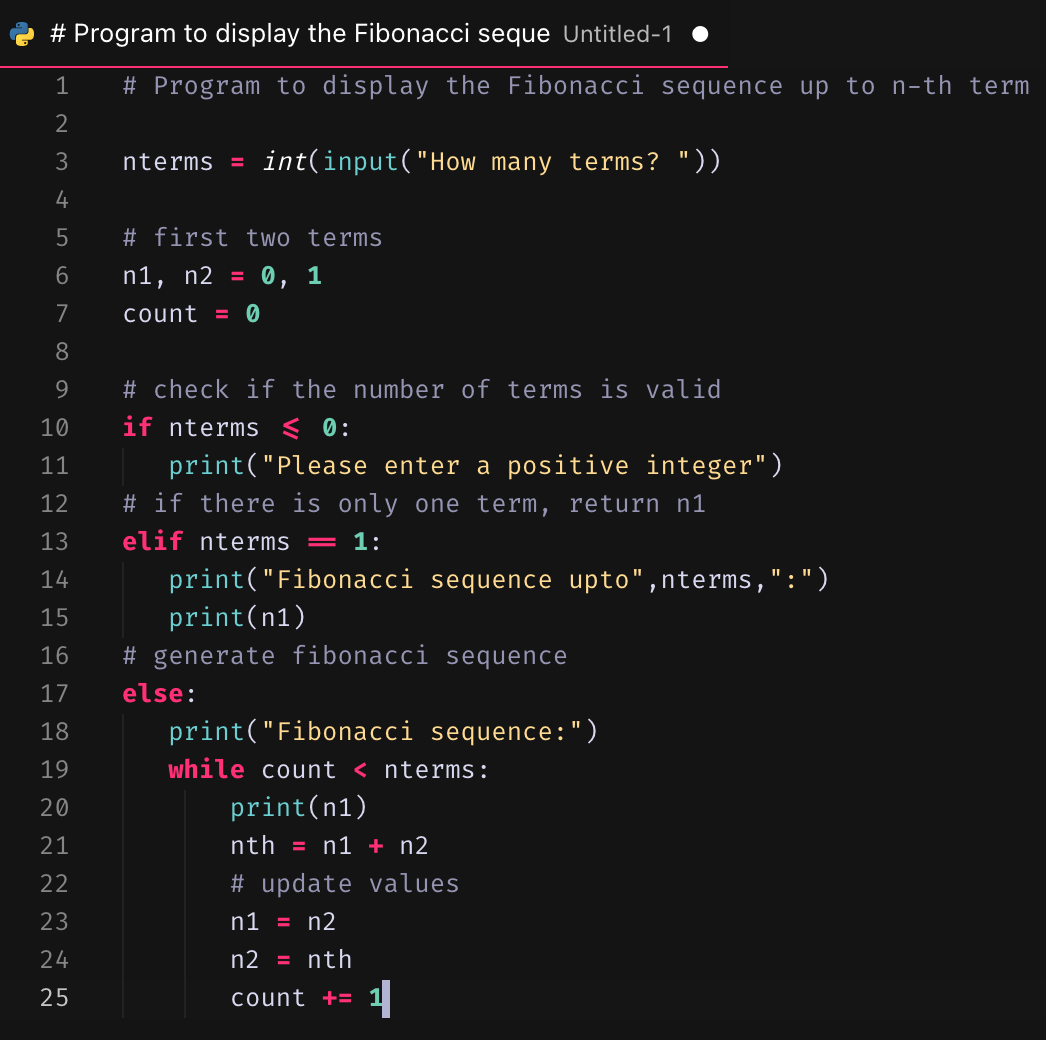 # Program to display the Fibonacci seque Untitled-1
1 # Program to display the Fibonacci sequence up to n-th term
2
3 nterms = int(input("How many terms? "))
4
5 # first two terms
6 n1, n2 = 0, 1
7 count = 0
8
9 # check if the number of terms is valid
10 if nterms <= 0:
11    print("Please enter a positive integer")
12 # if there is only one term, return n1
13 elif nterms == 1:
14    print("Fibonacci sequence upto",nterms,":")
15    print(n1)
16 # generate fibonacci sequence
17 else:
18    print("Fibonacci sequence:")
19    while count < nterms:
20        print(n1)
21        nth = n1 + n2
22        # update values
23        n1 = n2
24        n2 = nth
25        count += 1